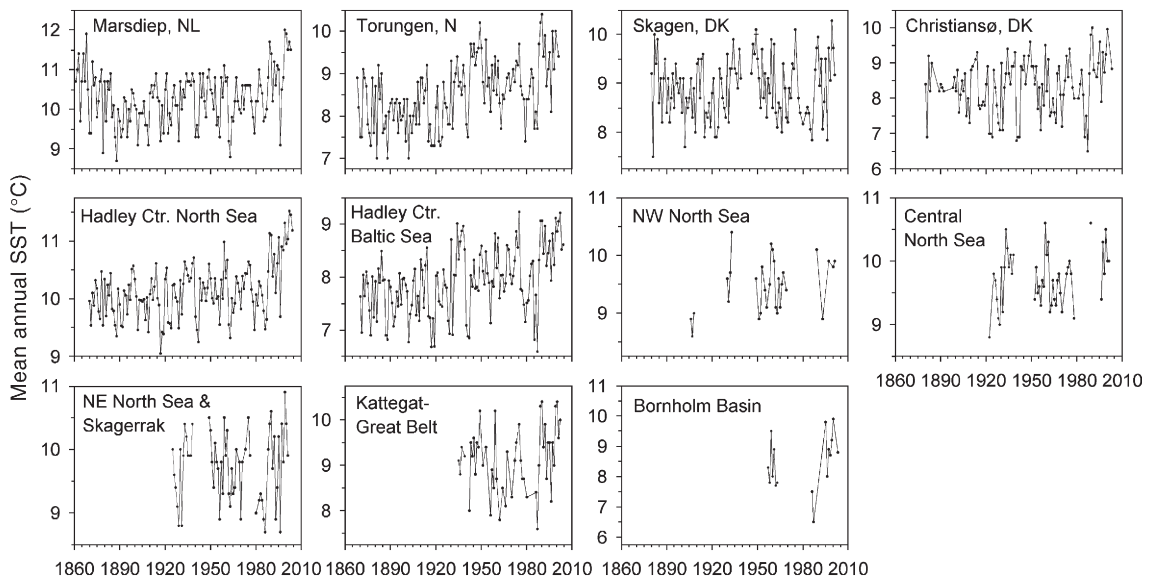 Mean annual SST (°C)
Marsdiep, NL
12
11
10
9
Torungen, N
10
9
8
7
Skagen, DK
10
9
8
Christiansø, DK
10
9
8
7
6
Hadley Ctr. North Sea
11
10
9
Hadley Ctr.
Baltic Sea
9
8
7
NW North Sea
11
10
9
Central
North Sea
11
10
9
1860 1890 1920 1950 1980 2010
NE North Sea &
Skagerrak
11
10
9
1860 1890 1920 1950 1980 2010
Kattegat-
Great Belt
10
9
8
1860 1890 1920 1950 1980 2010
Bornholm Basin
11
10
9
8
7
6
1860 1890 1920 1950 1980 2010